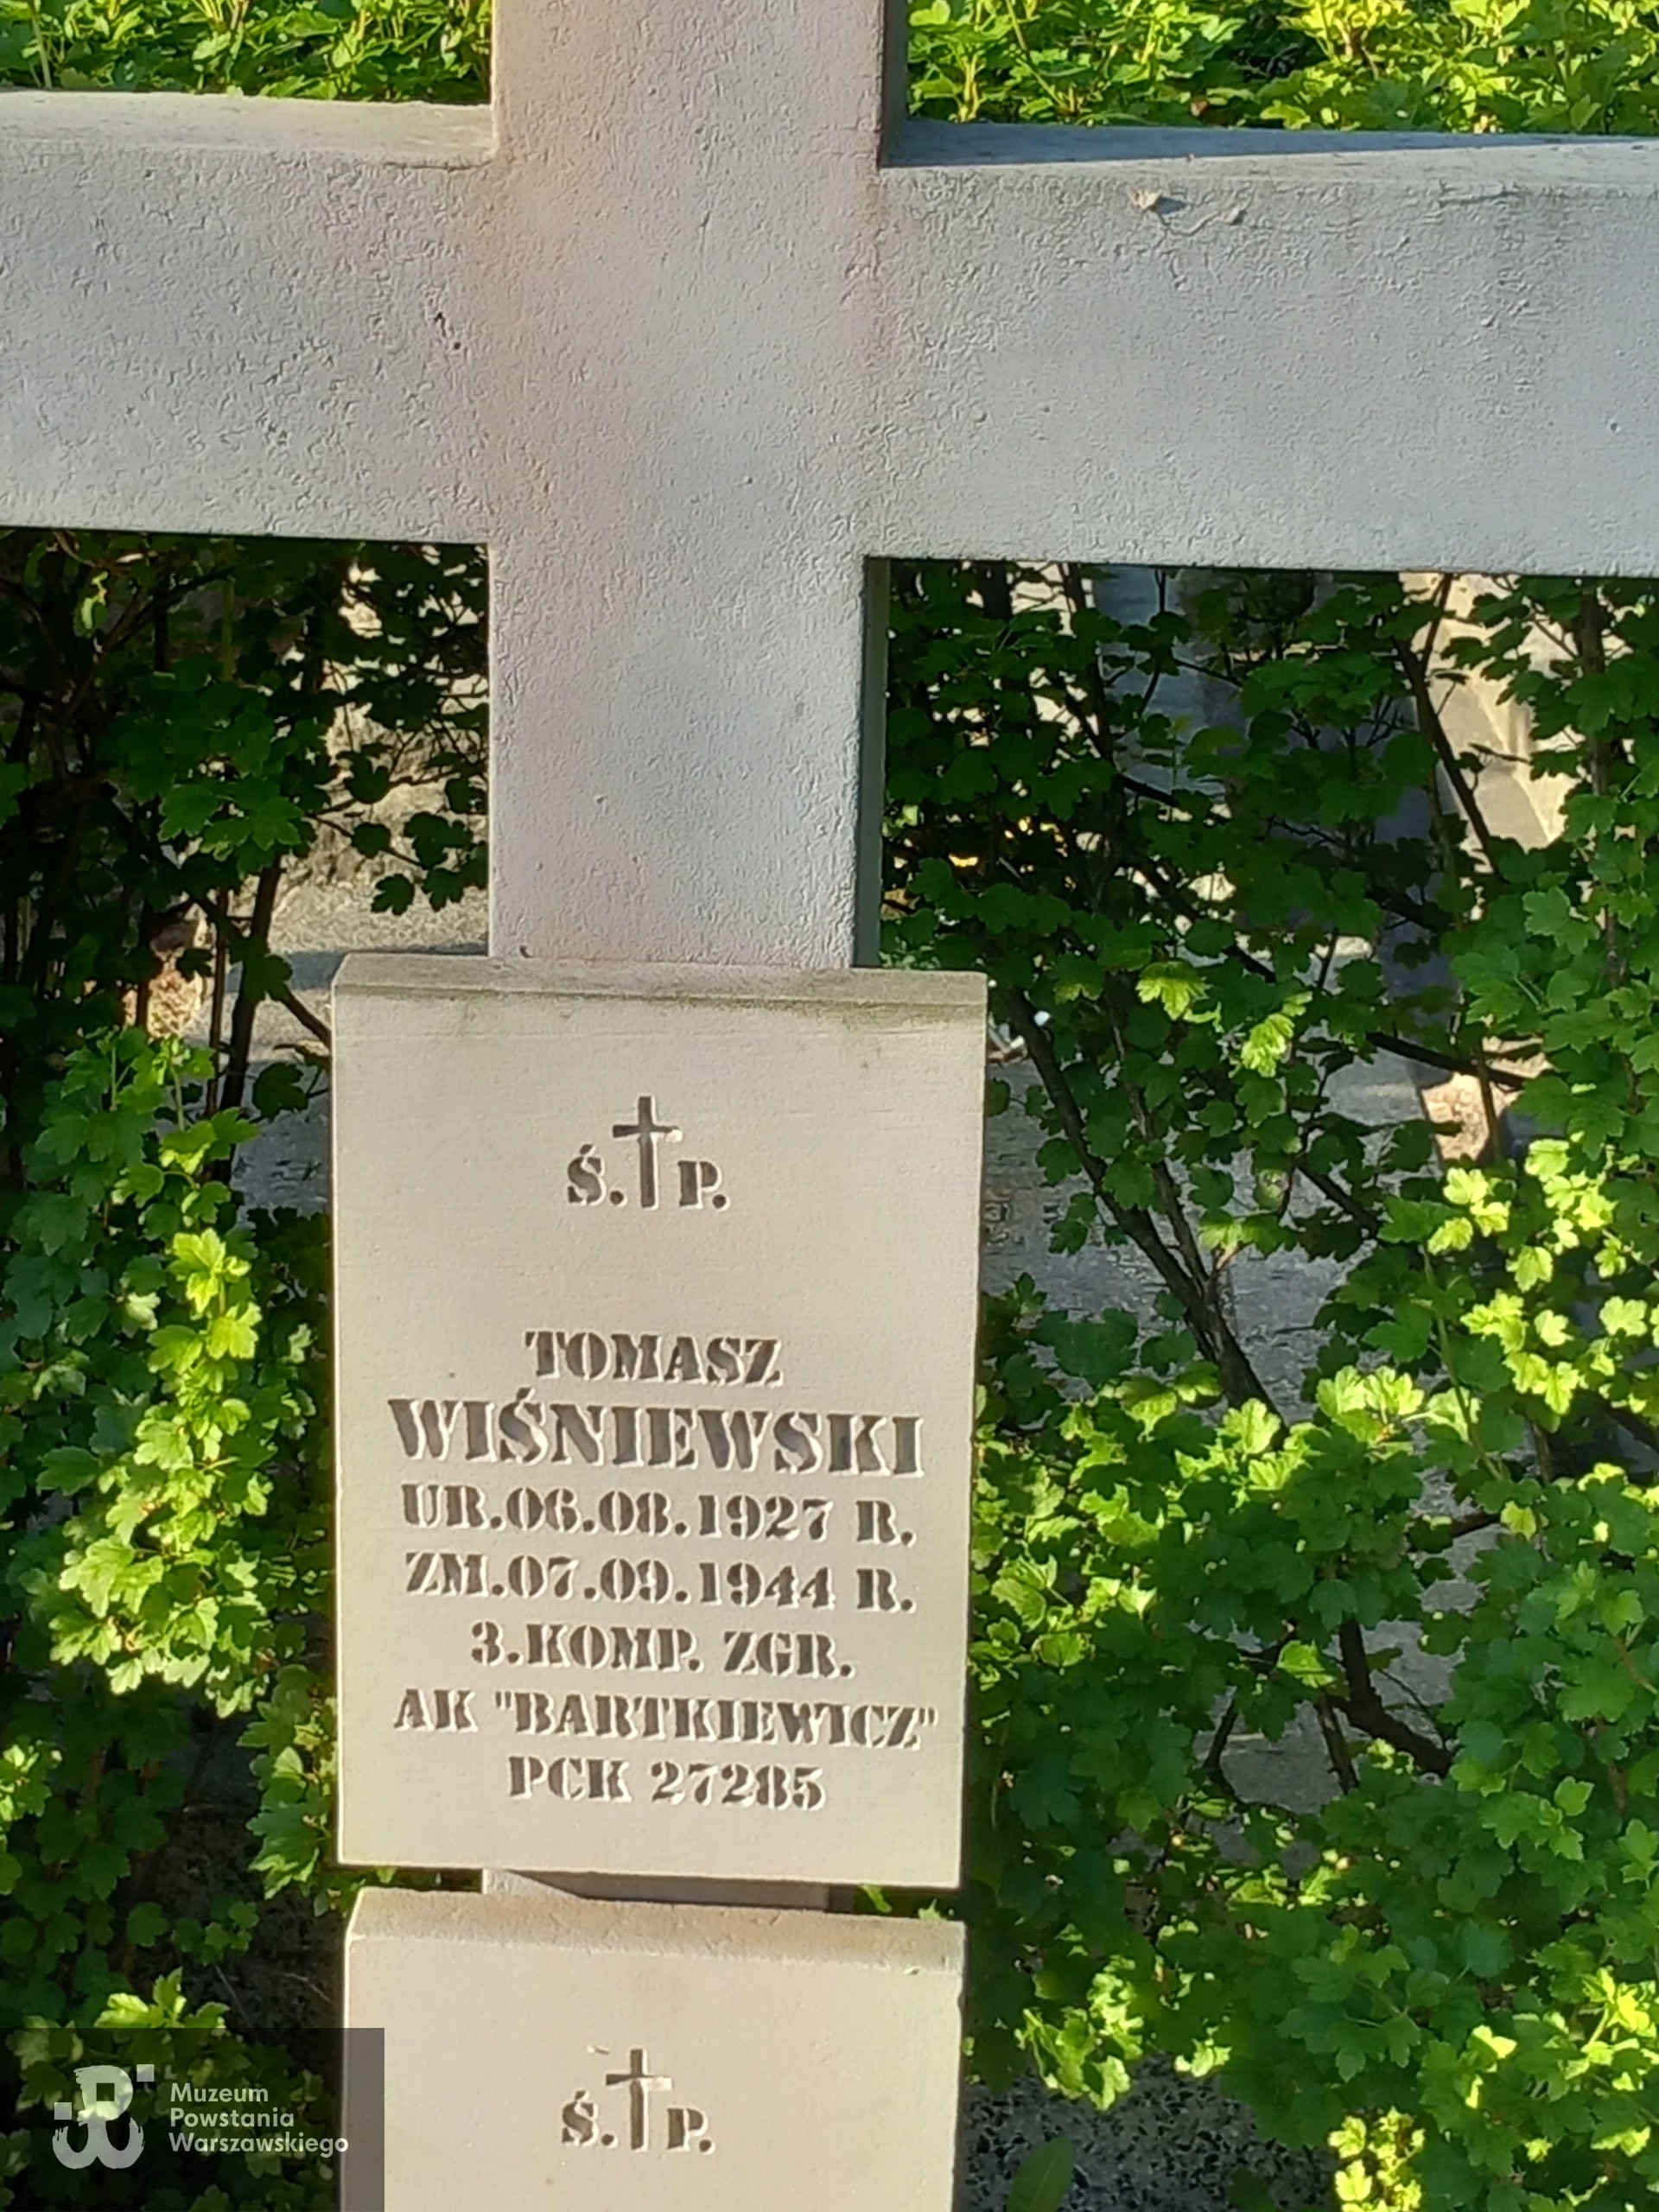 Ś.†P.
TOMASZ
WIŚNIEWSKI
UR.06.08.1927 R.
ZM.07.09.1944 R.
3.KOMP. ZGR.
AK "BARTKIEWICZ"
PCK 27285
Ś.†P.
Muzeum
Powstania
Warszawskiego